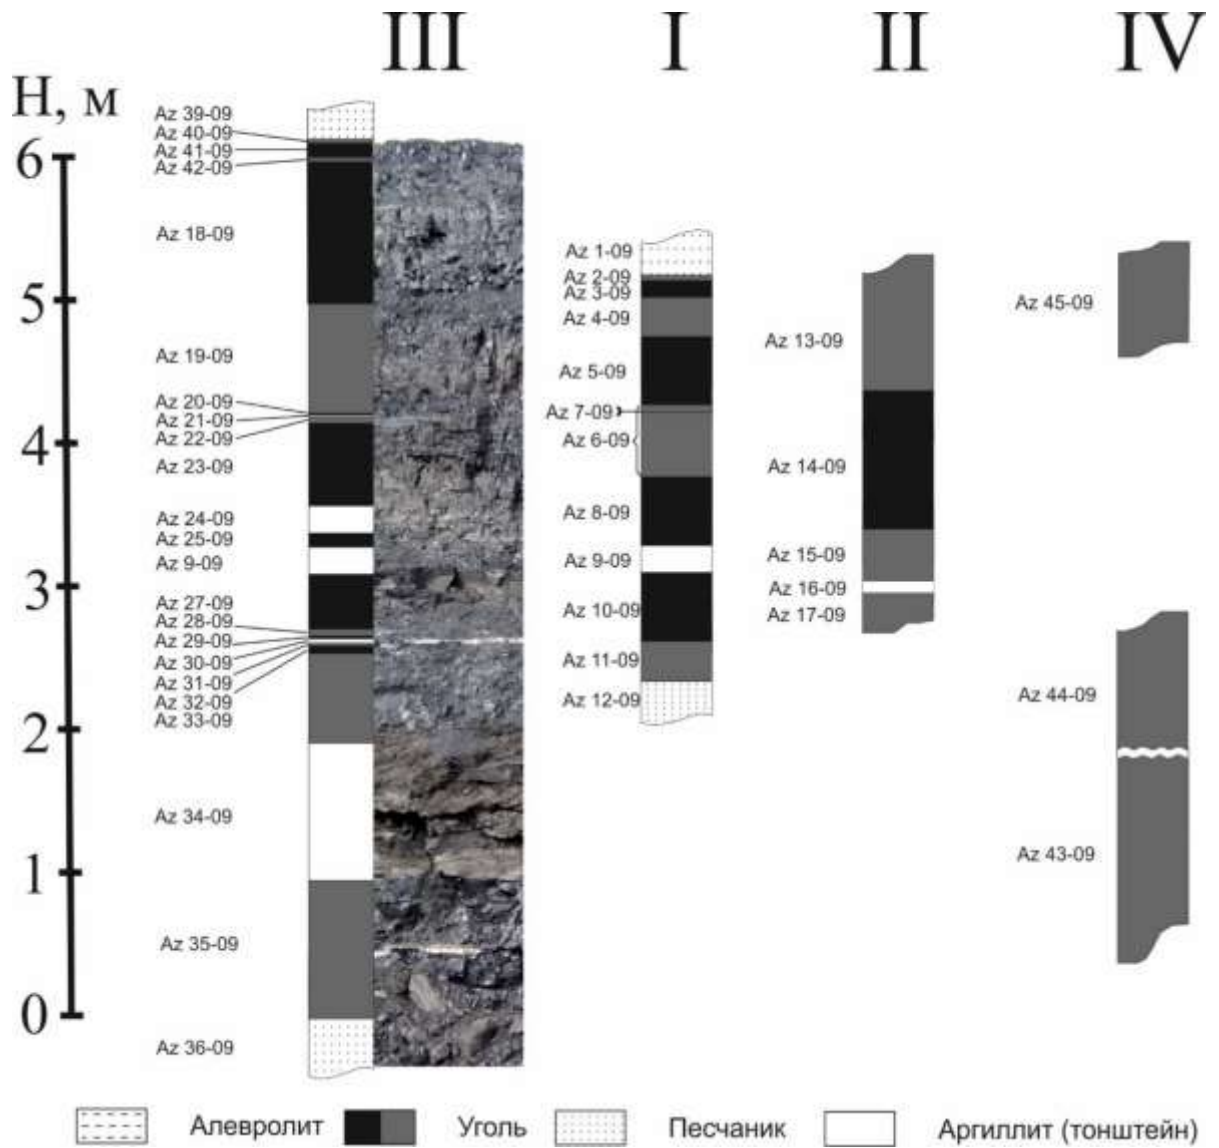 III I II IV
Н, м
6
5
4
3
2
1
0
Az 39-09
Az 40-09
Az 41-09
Az 42-09
Az 18-09
Az 19-09
Az 20-09
Az 21-09
Az 22-09
Az 23-09
Az 24-09
Az 25-09
Az 9-09
Az 27-09
Az 28-09
Az 29-09
Az 30-09
Az 31-09
Az 32-09
Az 33-09
Az 34-09
Az 35-09
Az 36-09
Az 1-09
Az 2-09
Az 3-09
Az 4-09
Az 5-09
Az 7-09
Az 6-09
Az 8-09
Az 9-09
Az 10-09
Az 11-09
Az 12-09
Az 13-09
Az 14-09
Az 15-09
Az 16-09
Az 17-09
Az 45-09
Az 44-09
Az 43-09
Алевролит Уголь Песчаник Аргиллит (тонштейн)